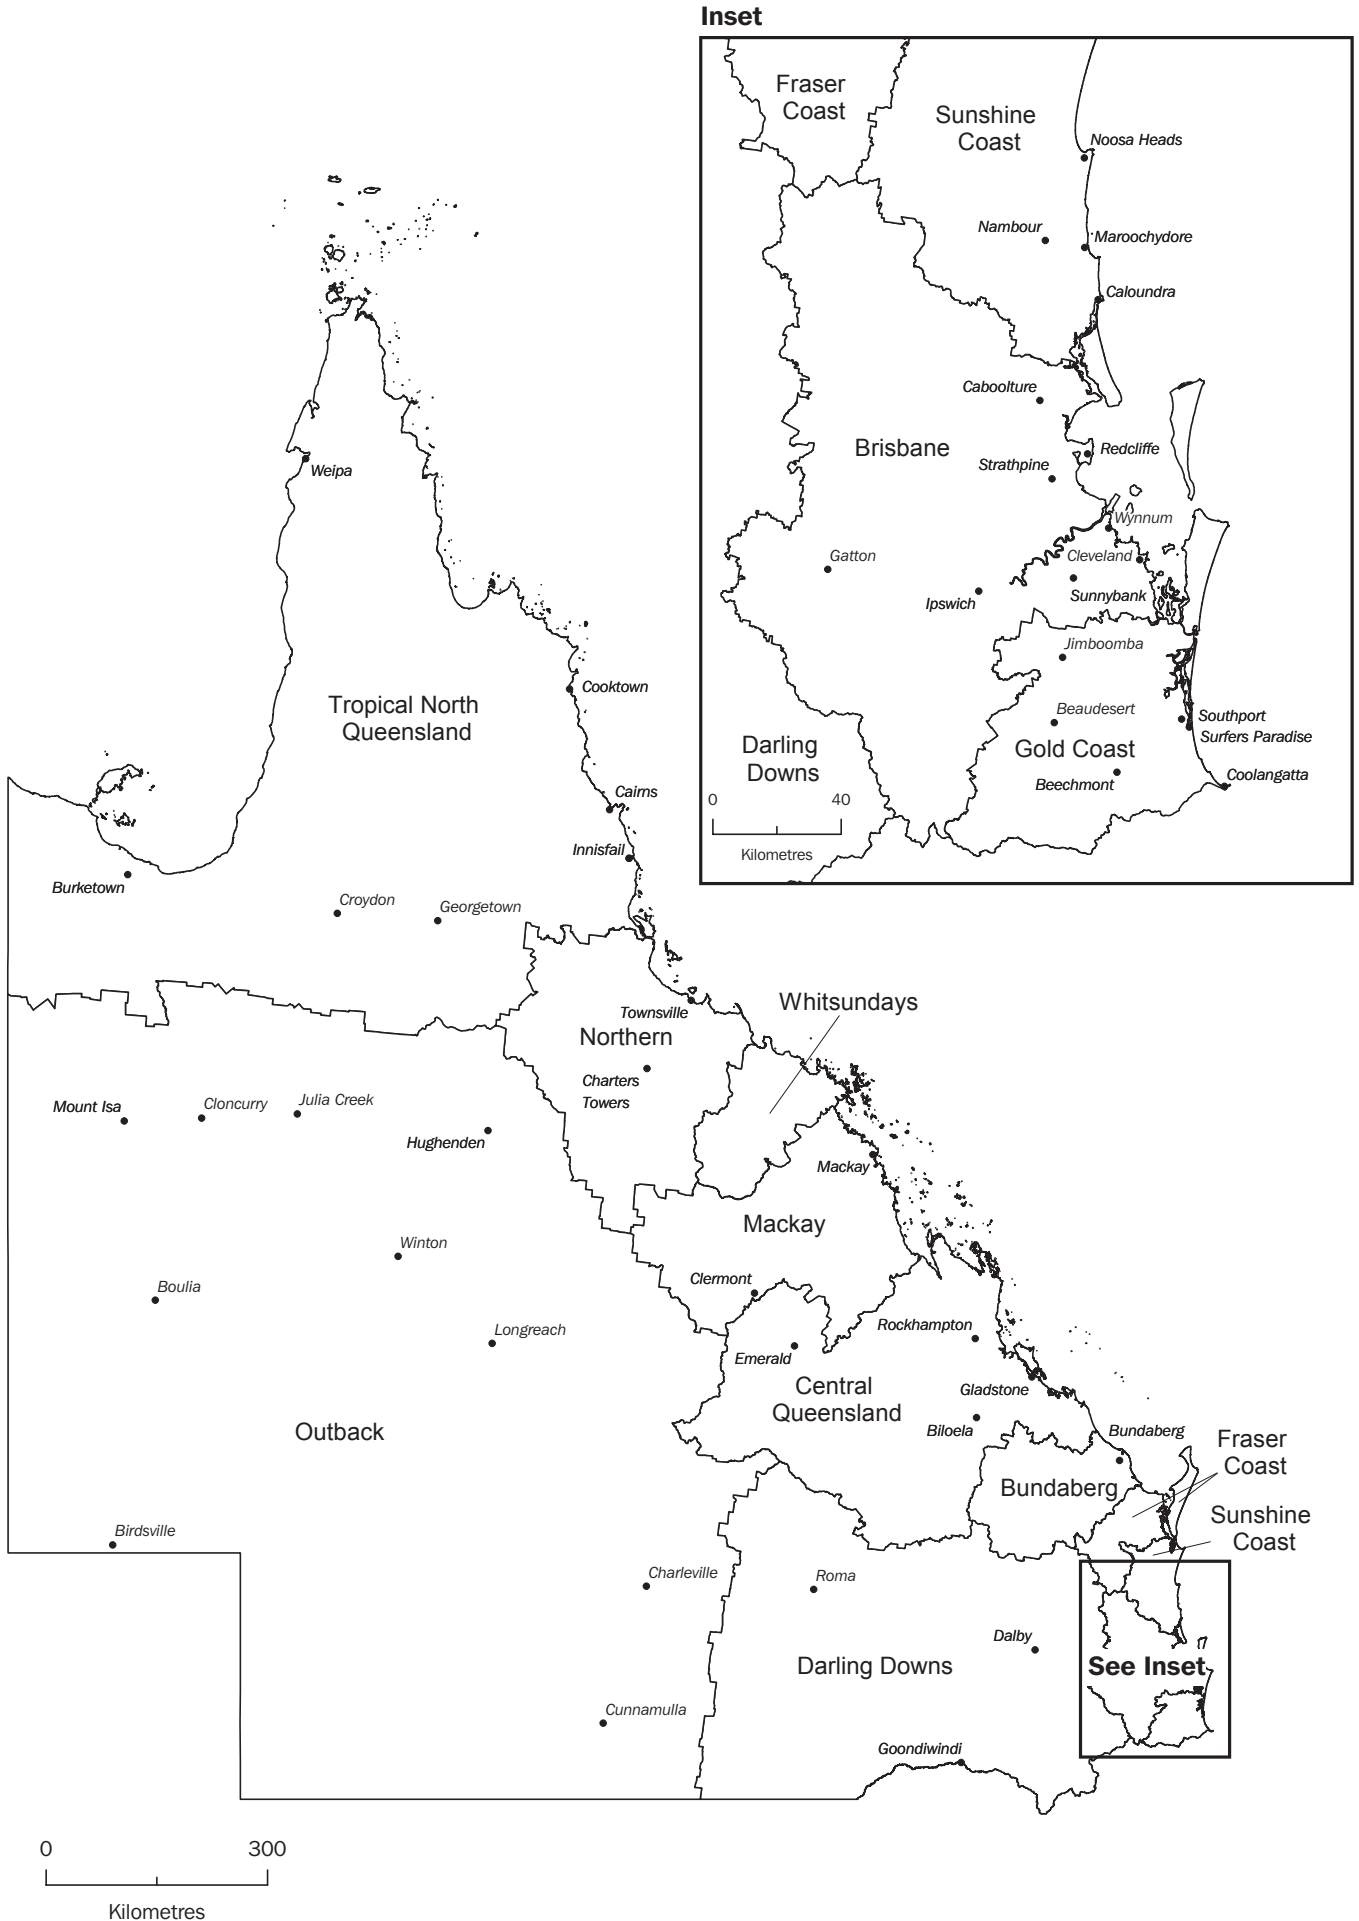 Inset
Fraser
Coast
Sunshine
Coast
Noosa Heads
Nambour
Maroochydore
Caloundra
Caboolture
Brisbane
Redcliffe
Strathpine
Wynnum
Gatton
Cleveland
Ipswich
Sunnybank
Jimboomba
Beaudesert
Southport
Surfers Paradise
Gold Coast
Darling
Downs
Beechmont
Coolangatta
0 40
Kilometres
Weipa
Cooktown
Tropical North
Queensland
Cairns
Innisfail
Burketown
Croydon
Georgetown
Townsville
Whitsundays
Northern
Charters
Towers
Mount Isa
Cloncurry
Julia Creek
Hughenden
Mackay
Mackay
Winton
Clermont
Boulia
Longreach
Rockhampton
Emerald
Central
Queensland
Gladstone
Biloela
Outback
Bundaberg
Fraser
Coast
Bundaberg
Sunshine
Coast
Birdsville
Charleville
Roma
Dalby
See Inset
Darling Downs
Cunnamulla
Goondiwindi
0 300
Kilometres